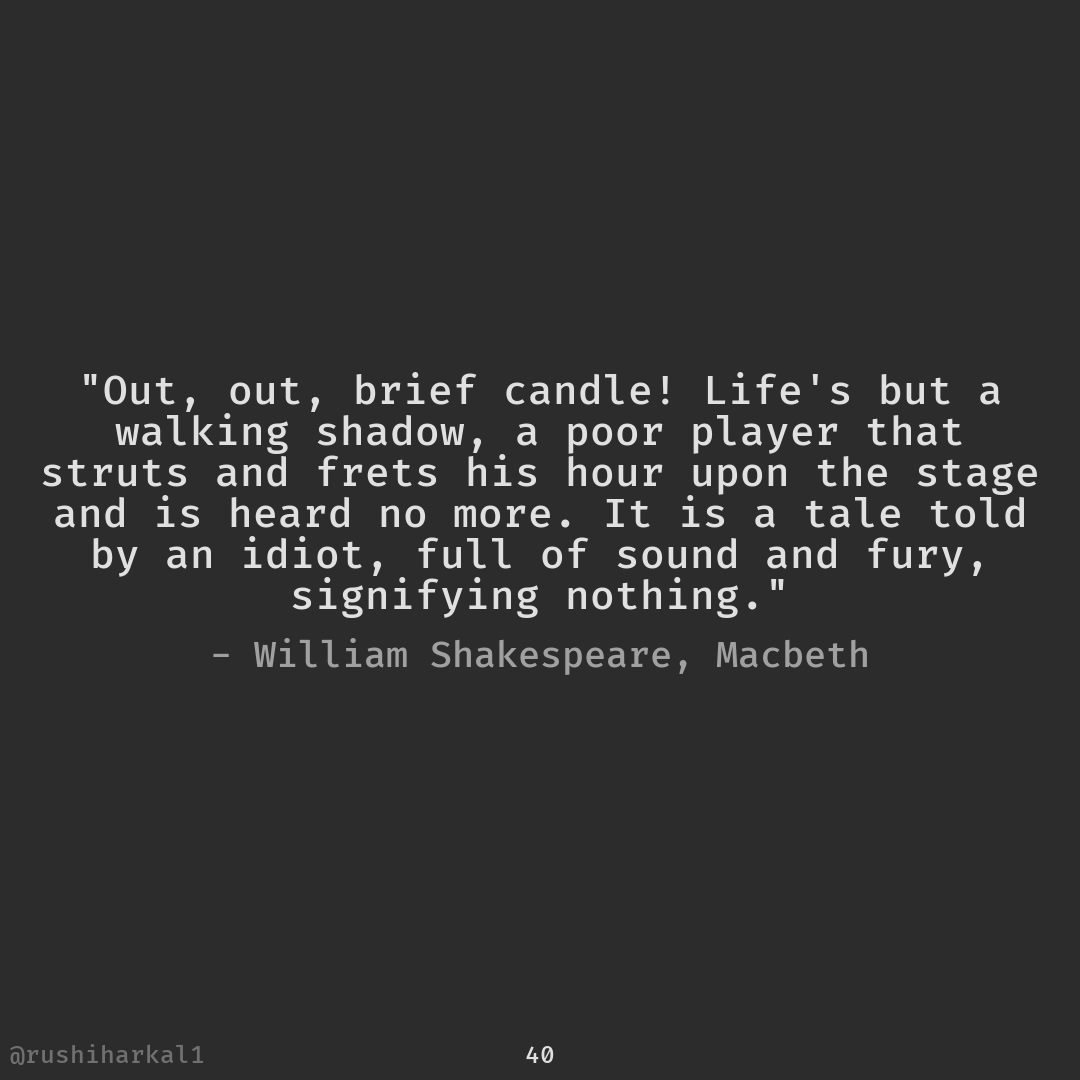 "Out, out, brief candle! Life's but a
walking shadow, a poor player that
struts and frets his hour upon the stage
and is heard no more. It is a tale told
by an idiot, full of sound and fury,
signifying nothing."
– William Shakespeare, Macbeth
@rushiharkal1
40